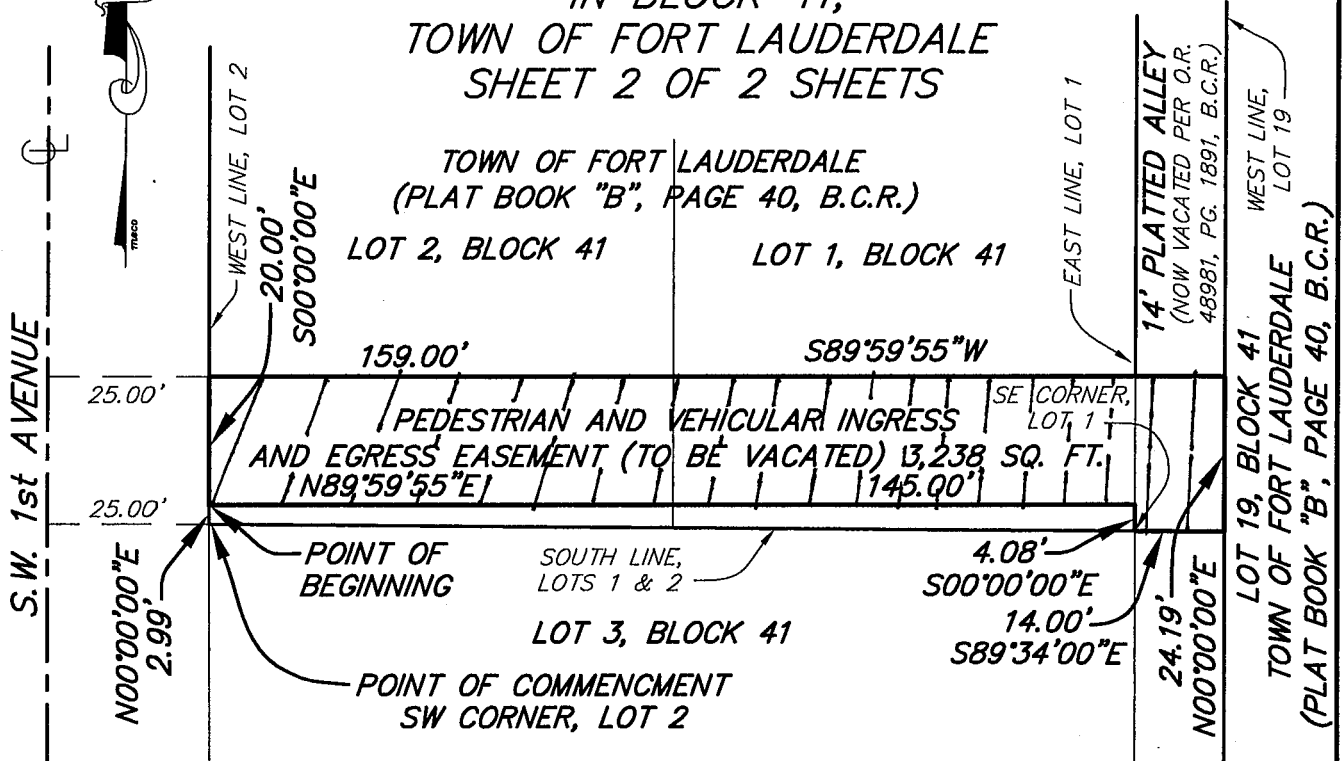 IN BLOCK 41,
TOWN OF FORT LAUDERDALE
SHEET 2 OF 2 SHEETS
TOWN OF FORT LAUDERDALE
(PLAT BOOK "B", PAGE 40, B.C.R.)
LOT 2, BLOCK 41
LOT 1, BLOCK 41
WEST LINE, LOT 2
20.00'
S00°00'00"E
EAST LINE, LOT 1
14' PLATTED ALLEY
(NOW VACATED PER O.R.
48981, PG. 1891, B.C.R.)
WEST LINE,
LOT 19
S.W. 1st AVENUE
25.00'
159.00'
S89°59'55"W
SE CORNER,
LOT 1
PEDESTRIAN AND VEHICULAR INGRESS
AND EGRESS EASEMENT (TO BE VACATED) 3,238 SQ. FT.
N89°59'55"E
145.00'
25.00'
N00°00'00"E
2.99'
POINT OF
BEGINNING
SOUTH LINE,
LOTS 1 & 2
4.08'
S00°00'00"E
14.00'
S89°34'00"E
24.19'
N00°00'00"E
LOT 3, BLOCK 41
POINT OF COMMENCMENT
SW CORNER, LOT 2
LOT 19, BLOCK 41
TOWN OF FORT LAUDERDALE
(PLAT BOOK "B", PAGE 40, B.C.R.)